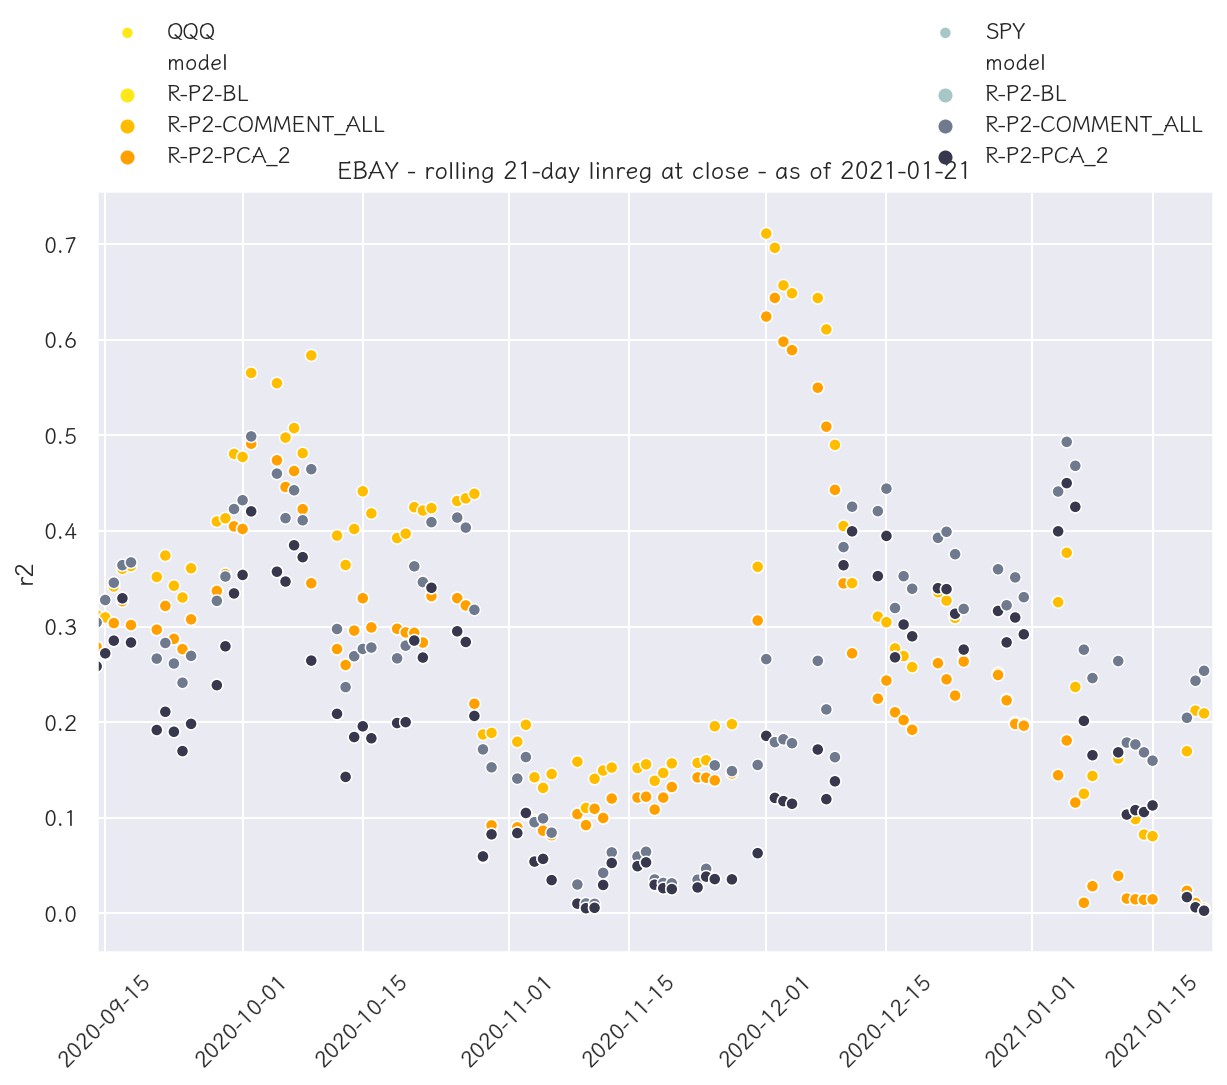 QQQ
model
R-P2-BL
R-P2-COMMENT_ALL
R-P2-PCA_2
SPY
model
R-P2-BL
R-P2-COMMENT_ALL
R-P2-PCA_2
EBAY - rolling 21-day linreg at close - as of 2021-01-21
r2
0.7
0.6
0.5
0.4
0.3
0.2
0.1
0.0
2020-09-15
2020-10-01
2020-10-15
2020-11-01
2020-11-15
2020-12-01
2020-12-15
2021-01-01
2021-01-15